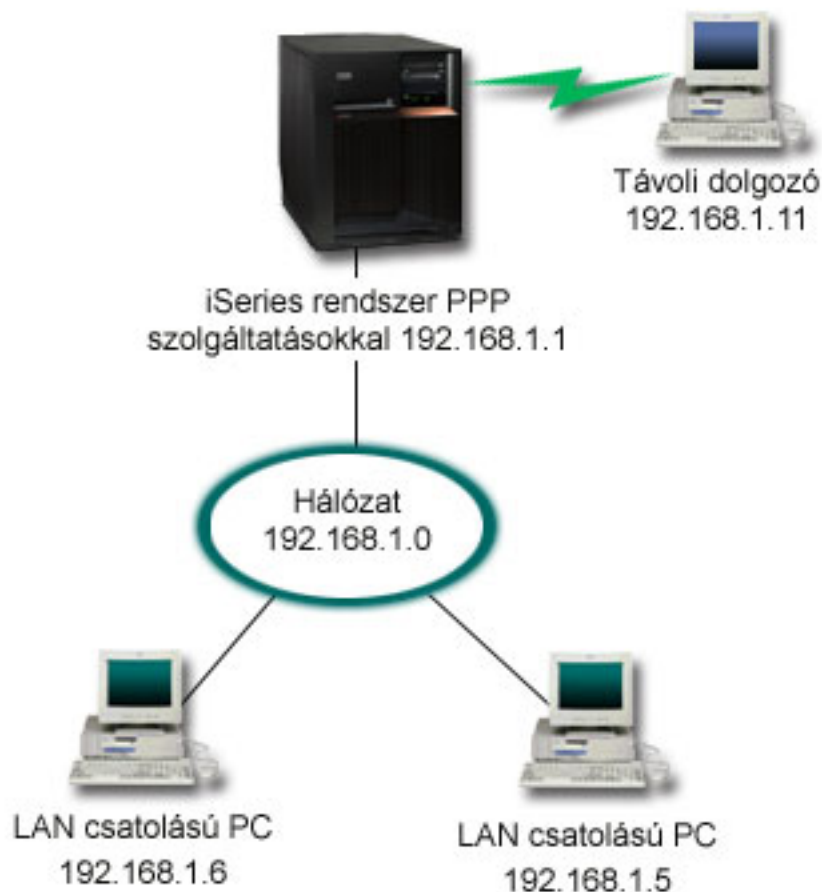 Távoli dolgozó
192.168.1.11
iSeries rendszer PPP
szolgáltatásokkal 192.168.1.1
Hálózat
192.168.1.0
LAN csatolású PC
192.168.1.6
LAN csatolású PC
192.168.1.5